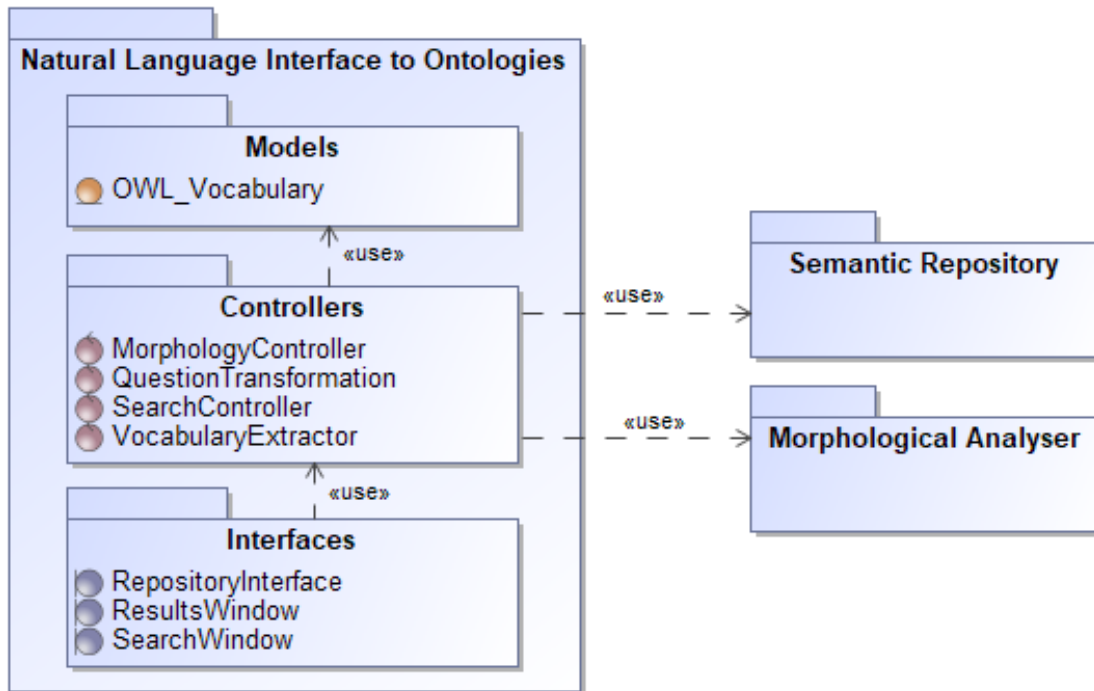 Natural Language Interface to Ontologies
Models
OWL_Vocabulary
«use»
Controllers
MorphologyController
QuestionTransformation
SearchController
VocabularyExtractor
«use»
Interfaces
RepositoryInterface
ResultsWindow
SearchWindow
«use»
Semantic Repository
«use»
Morphological Analyser